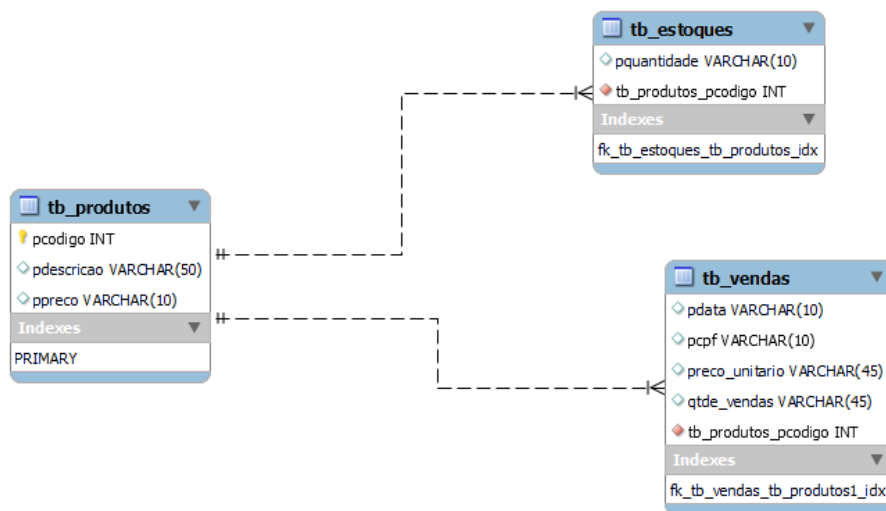 tb_estoques
pquantidade VARCHAR(10)
tb_produtos_pcodigo INT
Indexes
fk_tb_estoques_tb_produtos_idx
tb_produtos
pcodigo INT
pdescricao VARCHAR(50)
ppreco VARCHAR(10)
Indexes
PRIMARY
tb_vendas
pdata VARCHAR(10)
pcpf VARCHAR(10)
preco_unitario VARCHAR(45)
qtde_vendas VARCHAR(45)
tb_produtos_pcodigo INT
Indexes
fk_tb_vendas_tb_produtos1_idx